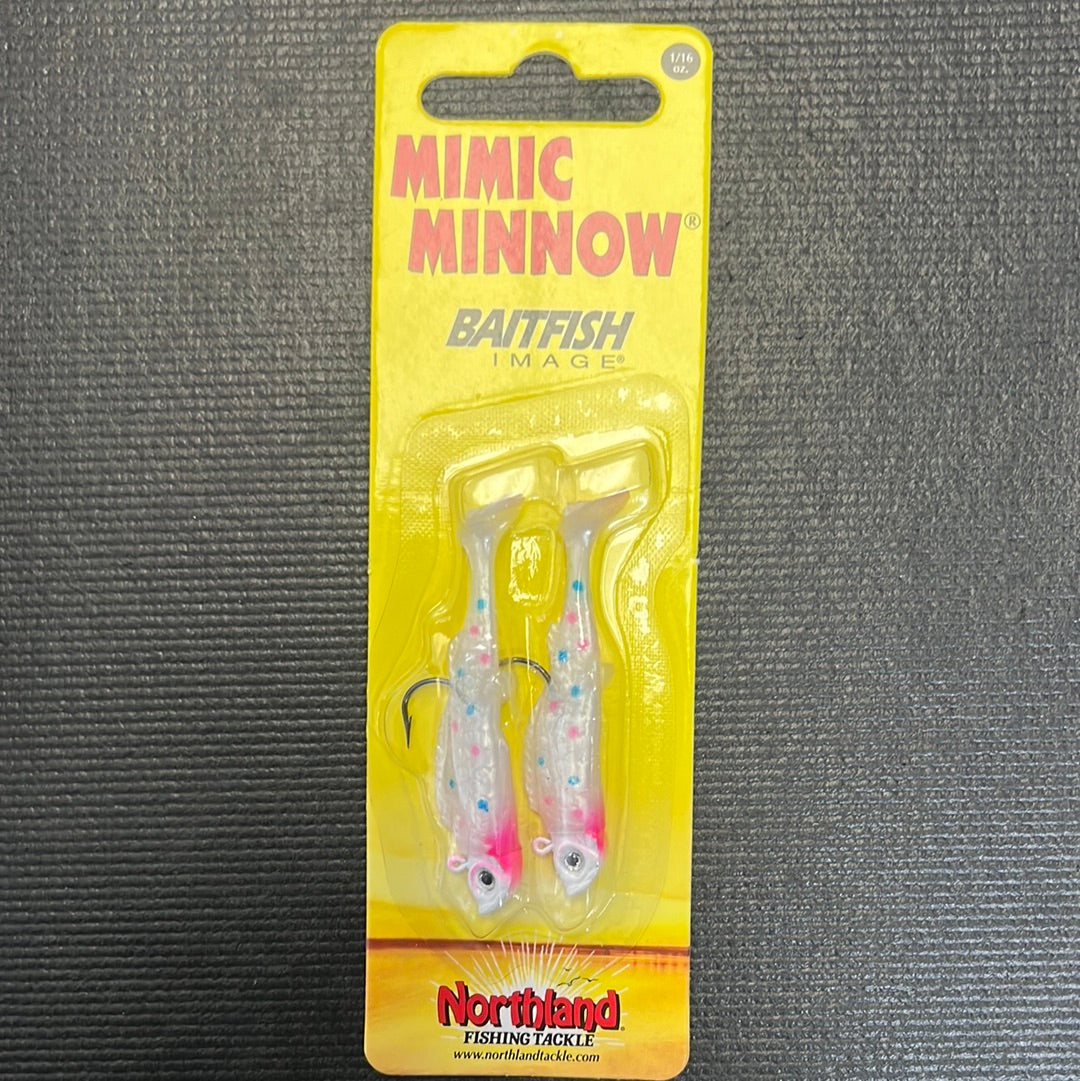 1/16
oz.
MIMIC
MINNOW®
BAITFISH
IMAGE®
Northland®
FISHING TACKLE
www.northlandtackle.com